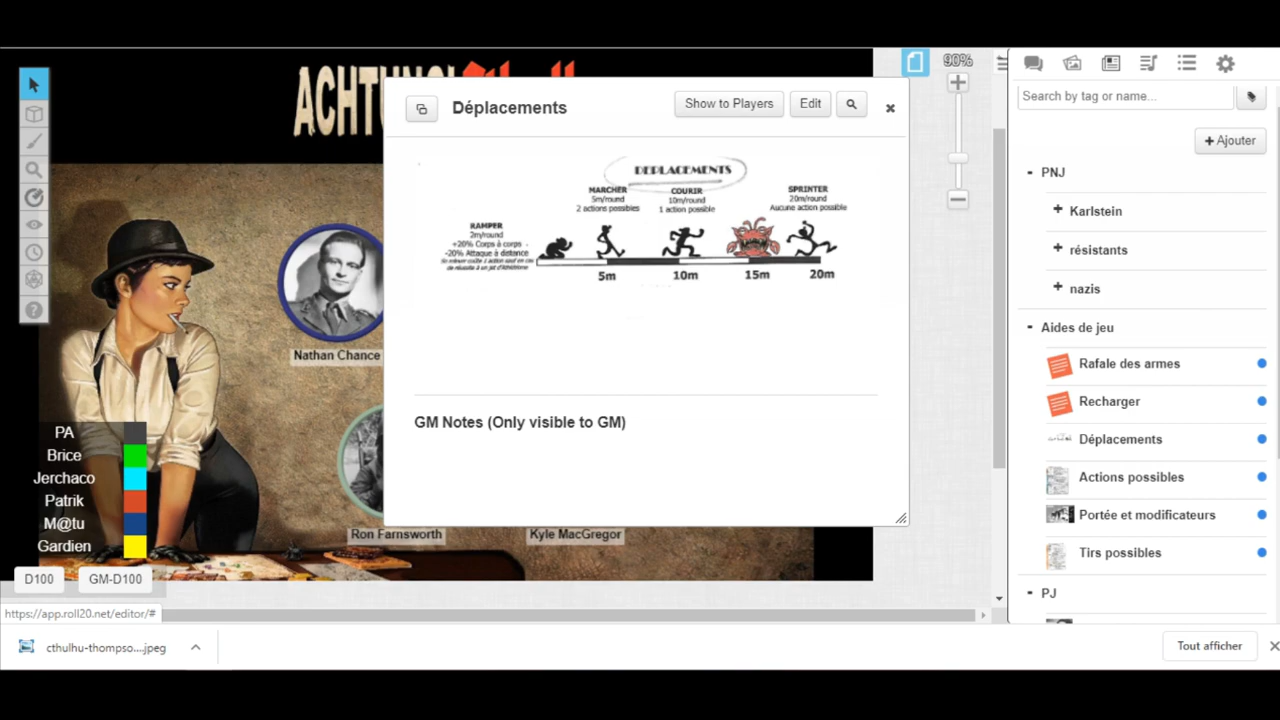 ACHTUNG!
90%
Déplacements
Show to Players
Edit
Search by tag or name...
+ Ajouter
DEPLACEMENTS
MARCHER
5m/round
2 actions possibles
COURIR
10m/round
1 action possible
SPRINTER
20m/round
Aucune action possible
RAMPER
2m/round
+20% Corps à corps
-20% Attaque à distance
5m
10m
15m
20m
GM Notes (Only visible to GM)
PNJ
Karlstein
résistants
nazis
Aides de jeu
Rafale des armes
Recharger
Déplacements
Actions possibles
Portée et modificateurs
Tirs possibles
PJ
Nathan Chance
Ron Farnsworth
Kyle MacGregor
PA
Brice
Jerchaco
Patrik
M@tu
Gardien
D100
GM-D100
https://app.roll20.net/editor/#
cthulhu-thompso....jpeg
Tout afficher